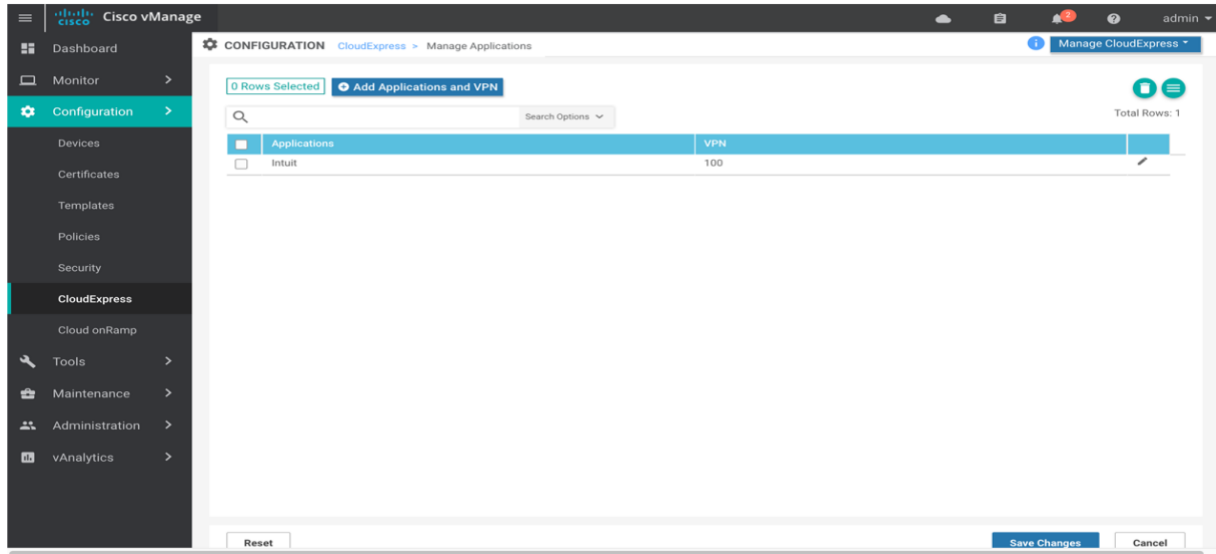 cisco Cisco vManage
2
admin
Dashboard
CONFIGURATION CloudExpress > Manage Applications
Manage CloudExpress
Monitor
0 Rows Selected
Add Applications and VPN
Configuration
Search Options
Total Rows: 1
Devices
Applications VPN
Intuit 100
Certificates
Templates
Policies
Security
CloudExpress
Cloud onRamp
Tools
Maintenance
Administration
vAnalytics
Reset
Save Changes
Cancel